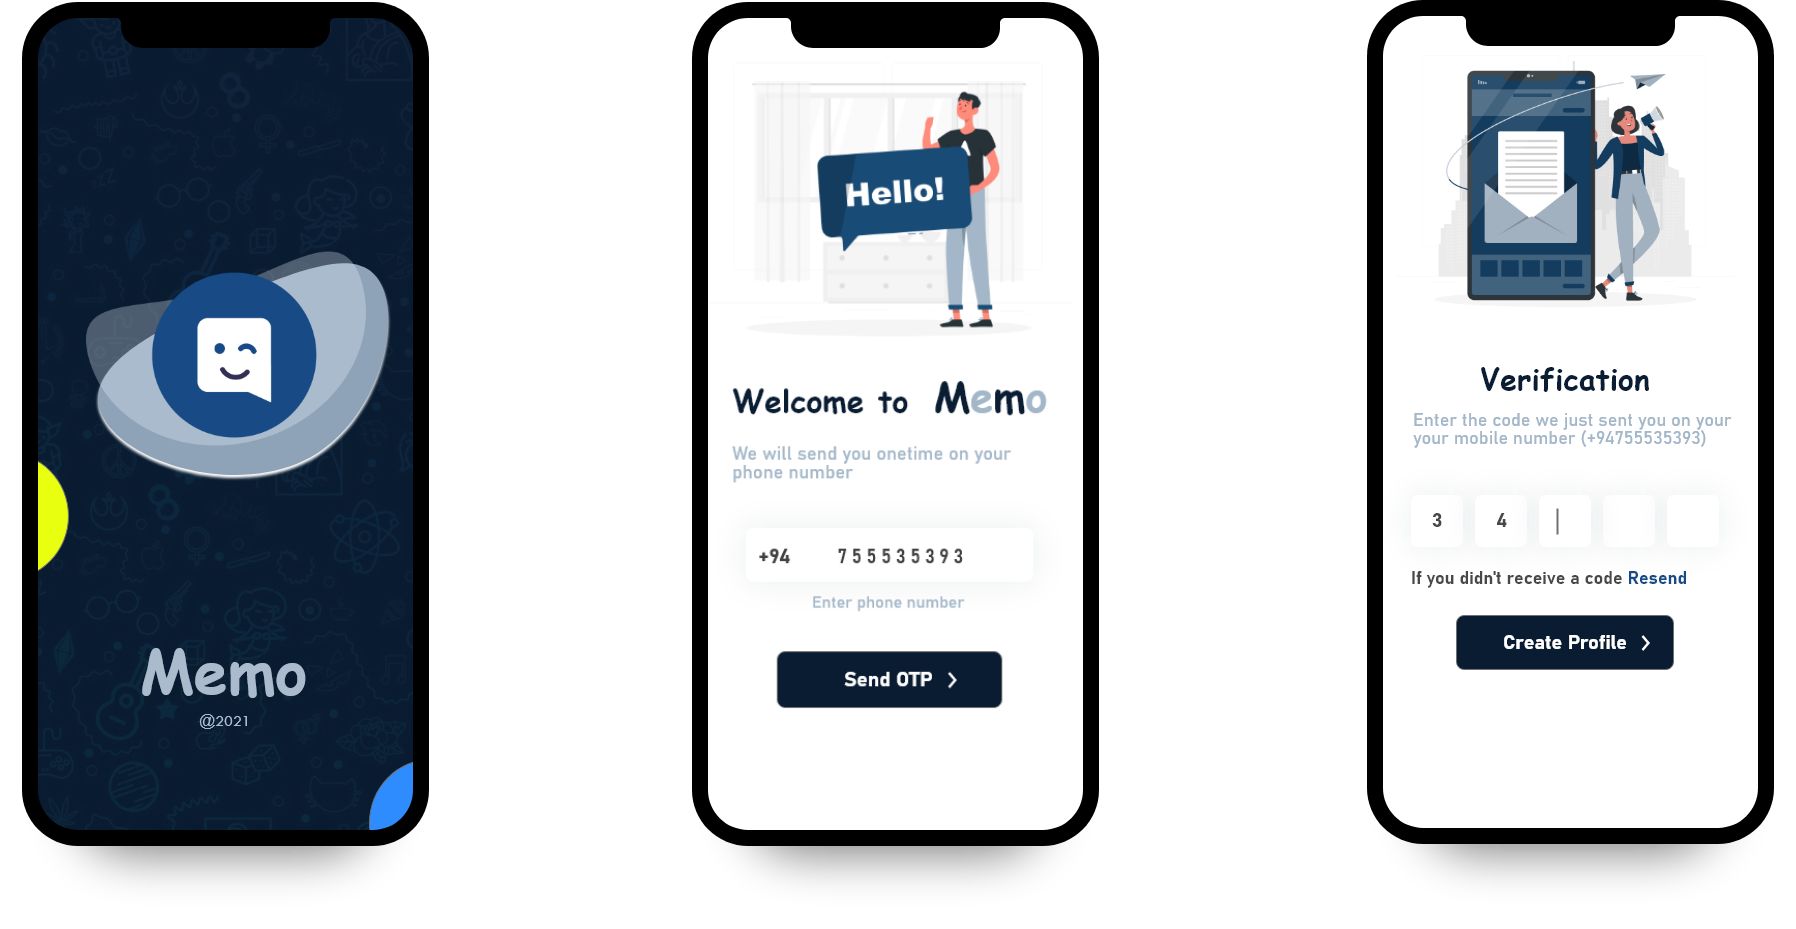 Memo
@2021
Hello!
Welcome to Memo
We will send you onetime on your
phone number
+94 755535393
Enter phone number
Send OTP
Verification
Enter the code we just sent you on your
your mobile number (+94755535393)
3 4
If you didn't receive a code Resend
Create Profile